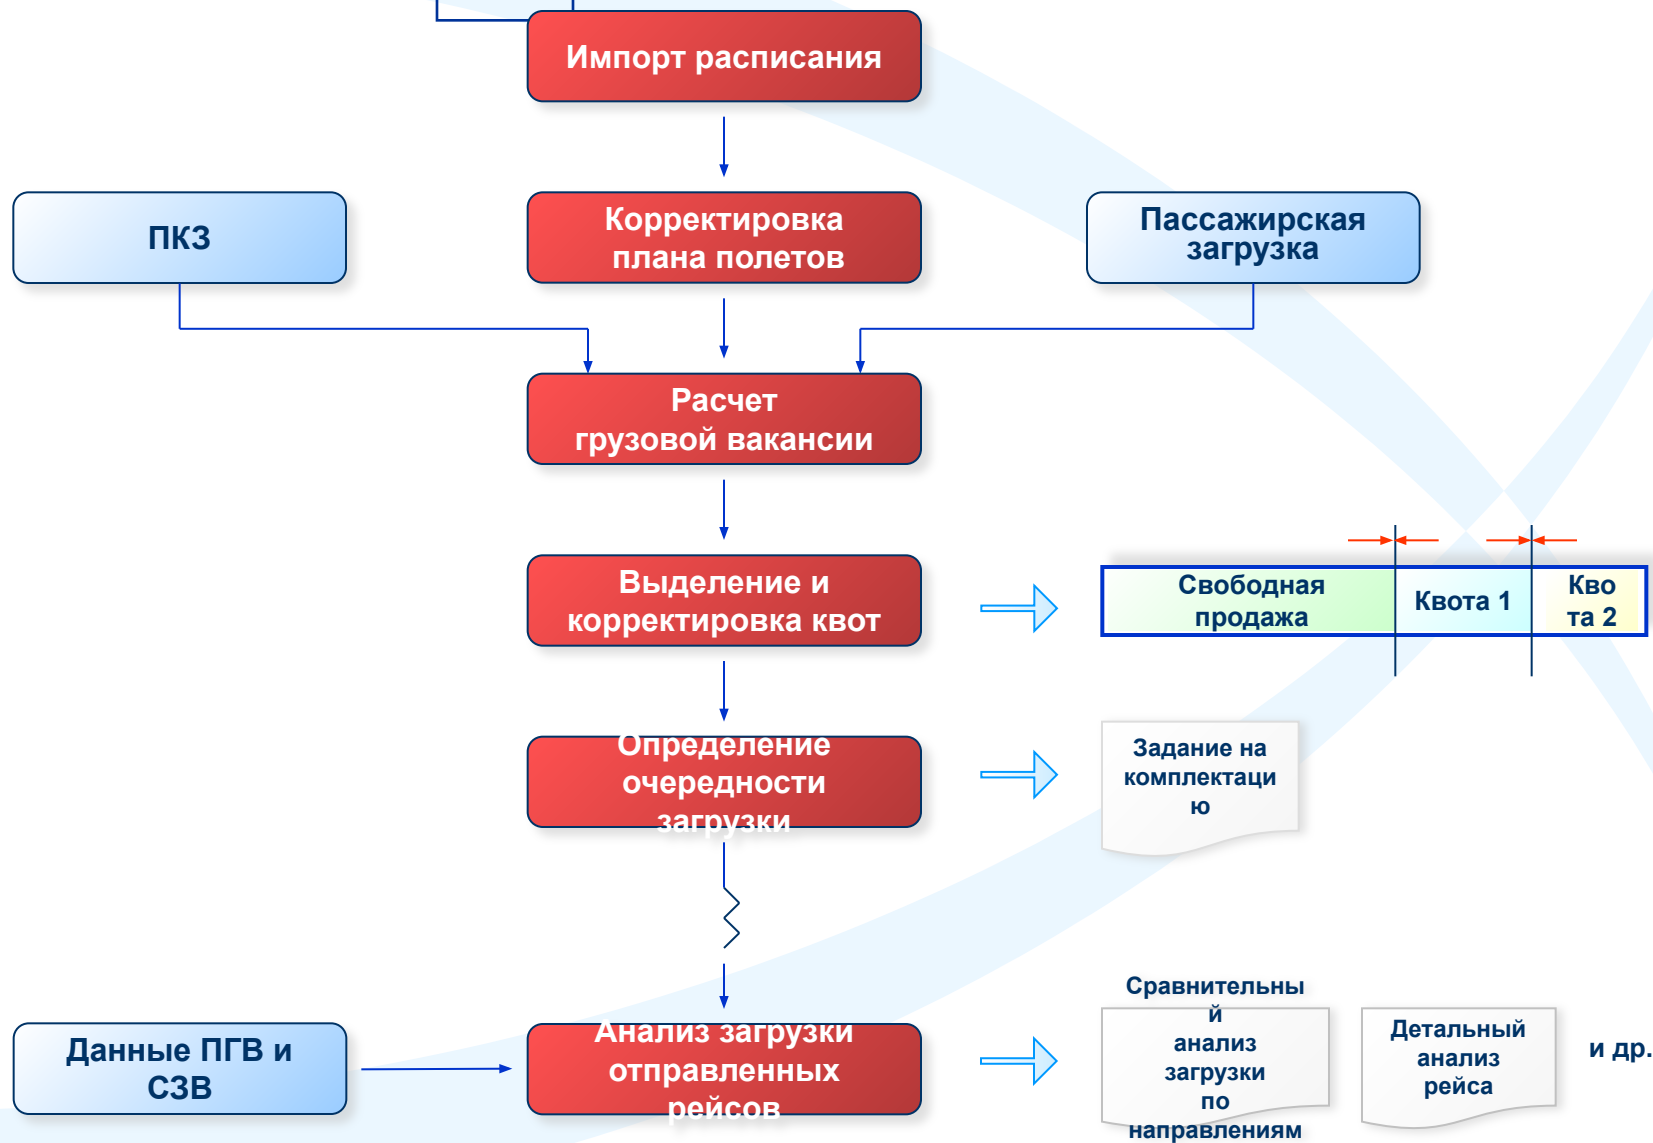 Импорт расписания
ПКЗ
Корректировка
плана полетов
Пассажирская
загрузка
Расчет
грузовой вакансии
Выделение и
корректировка квот
Свободная
продажа
Квота 1
Кво
та 2
Определение
очередности
загрузки
Задание на
комплектаци
ю
Данные ПГВ и
СЗВ
Анализ загрузки
отправленных
рейсов
Сравнительны
й
анализ
загрузки
по
направлениям
Детальный
анализ
рейса
и др.